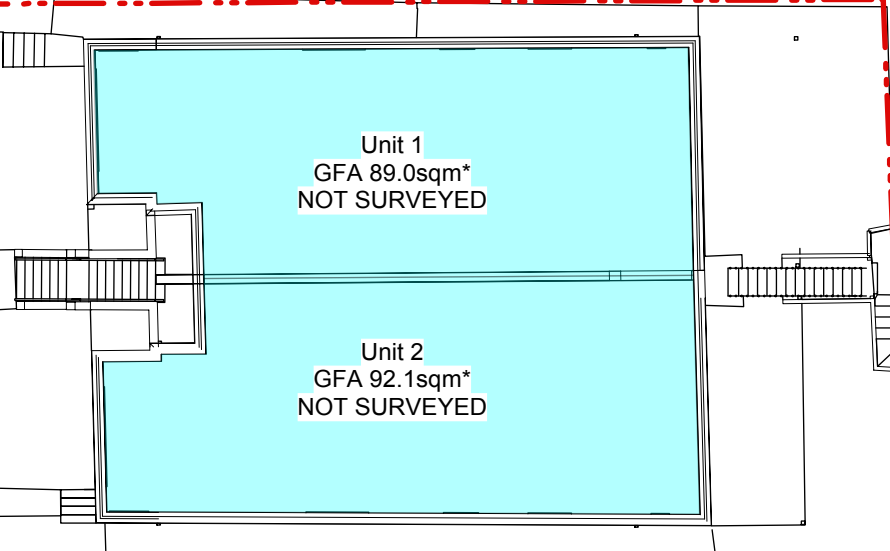 Unit 1
GFA 89.0sqm*
NOT SURVEYED
Unit 2
GFA 92.1sqm*
NOT SURVEYED